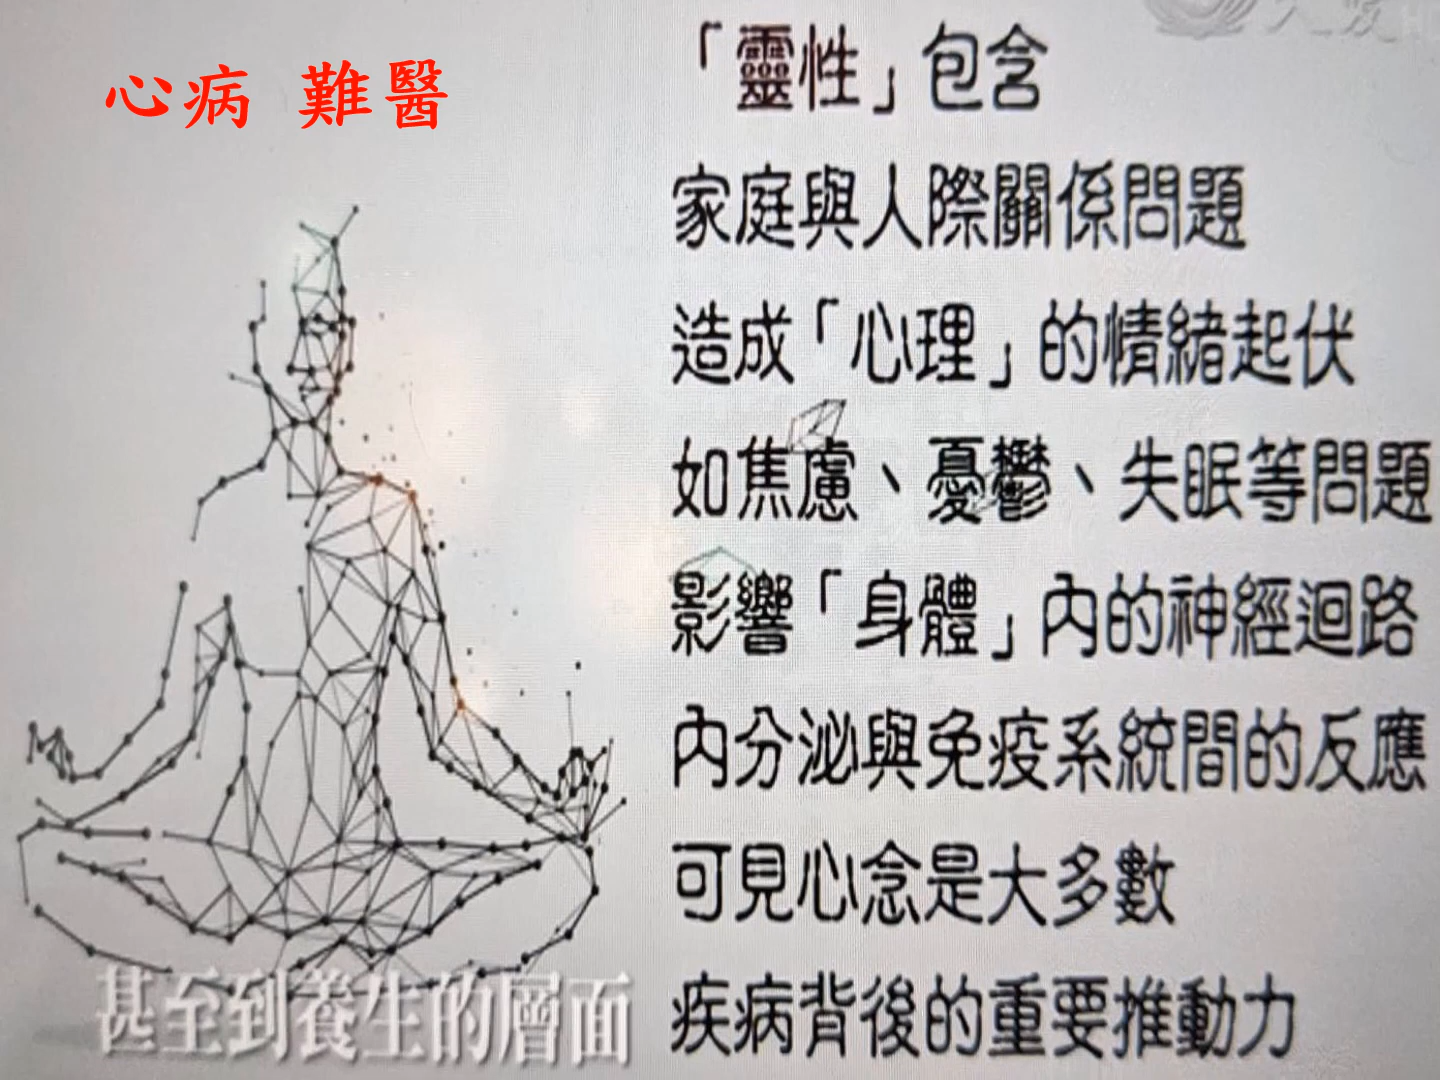 心病 難醫
「靈性」包含
家庭與人際關係問題
造成「心理」的情緒起伏
如焦慮、憂鬱、失眠等問題
影響「身體」內的神經迴路
內分泌與免疫系統間的反應
可見心念是大多數
疾病背後的重要推動力
甚至到養生的層面